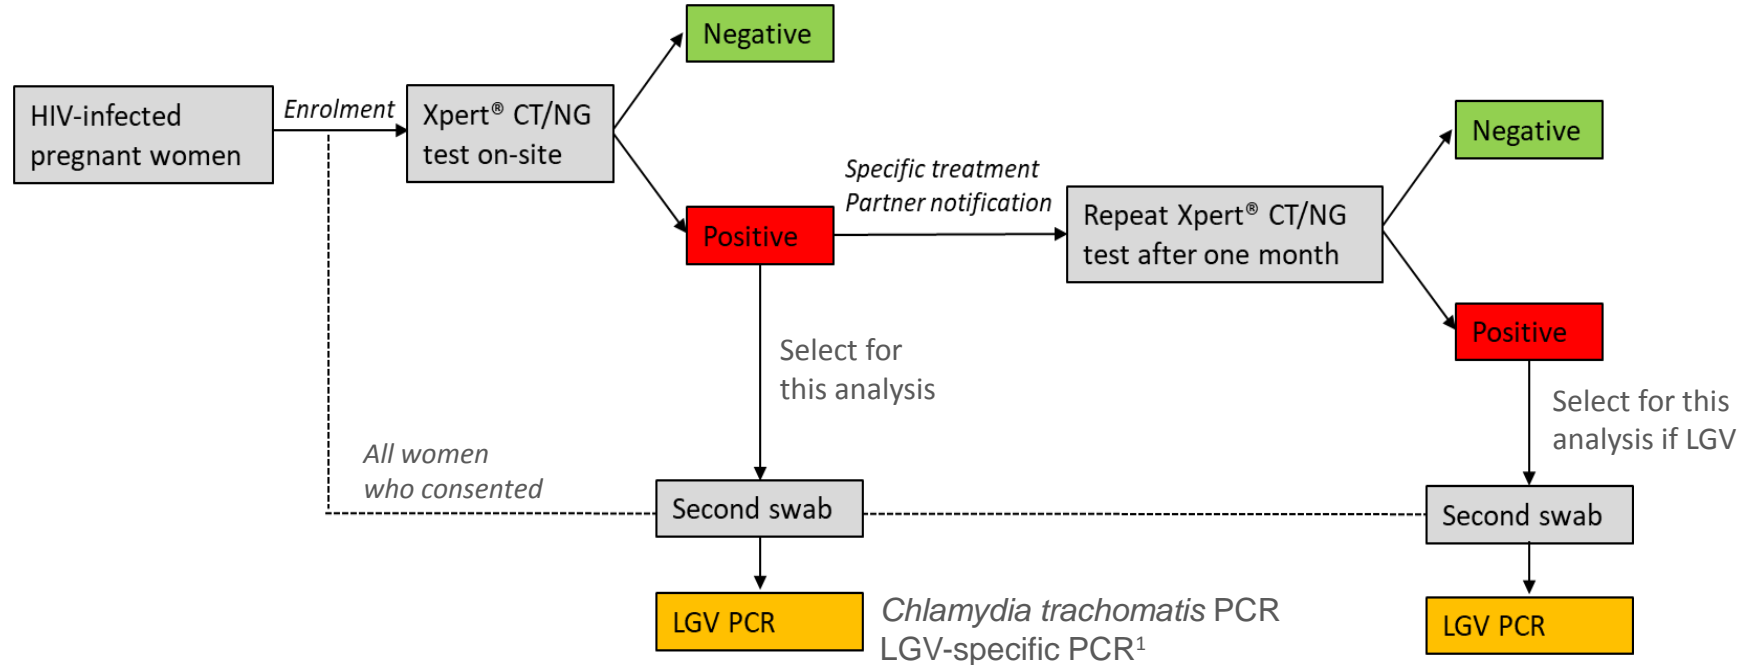 Negative
HIV-infected
pregnant women
Enrolment
Xpert® CT/NG
test on-site
Positive
Specific treatment
Partner notification
Repeat Xpert® CT/NG
test after one month
Negative
Positive
Select for
this analysis
Select for this
analysis if LGV
All women
who consented
Second swab
Second swab
LGV PCR
Chlamydia trachomatis PCR
LGV-specific PCR¹
LGV PCR